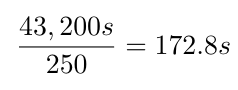 43, 200s
250
= 172.8s